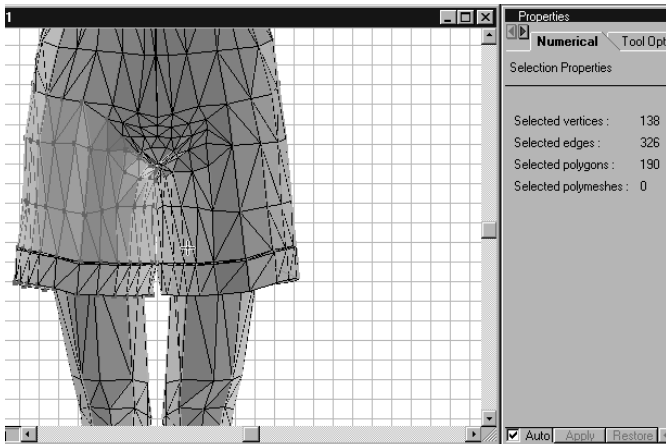 1
Properties
Numerical
Tool Opt
Selection Properties
Selected vertices : 138
Selected edges : 326
Selected polygons : 190
Selected polymeshes : 0
Auto Apply Restore